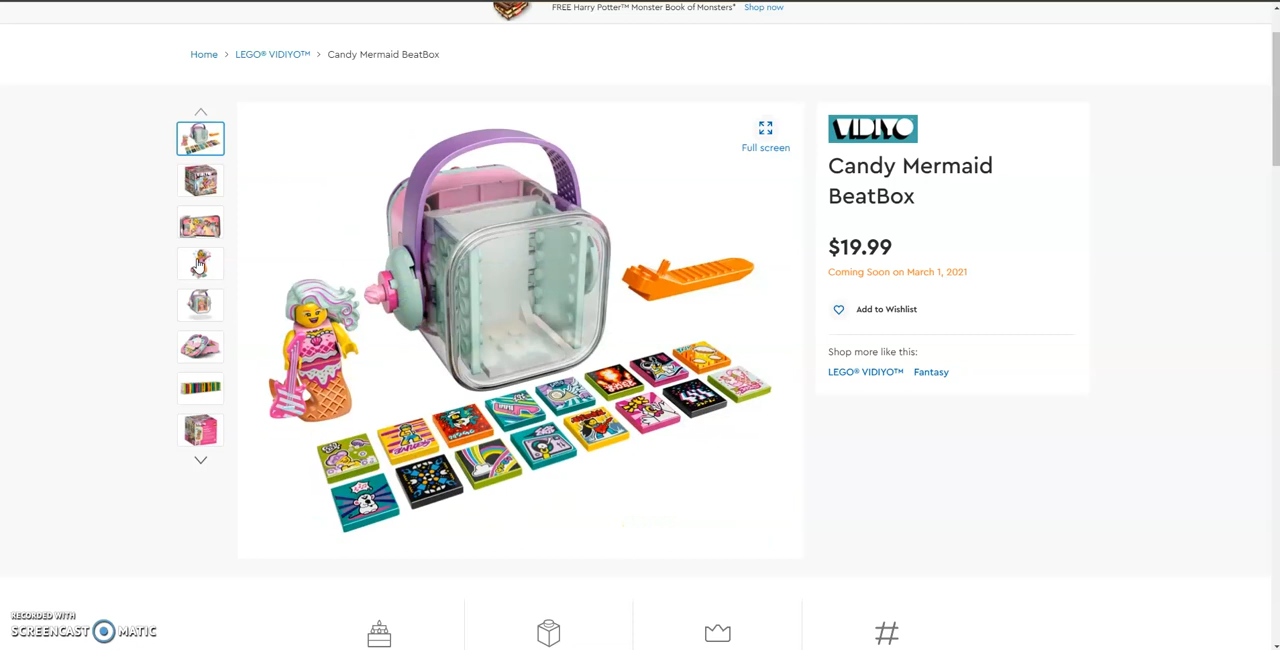 FREE Harry Potter™ Monster Book of Monsters* Shop now
Home > LEGO® VIDIYO™ > Candy Mermaid BeatBox
Full screen
VIDIYO
Candy Mermaid
BeatBox
$19.99
Coming Soon on March 1, 2021
Add to Wishlist
Shop more like this:
LEGO® VIDIYO™ Fantasy
RECORDED WITH
SCREENCAST MATIC
#